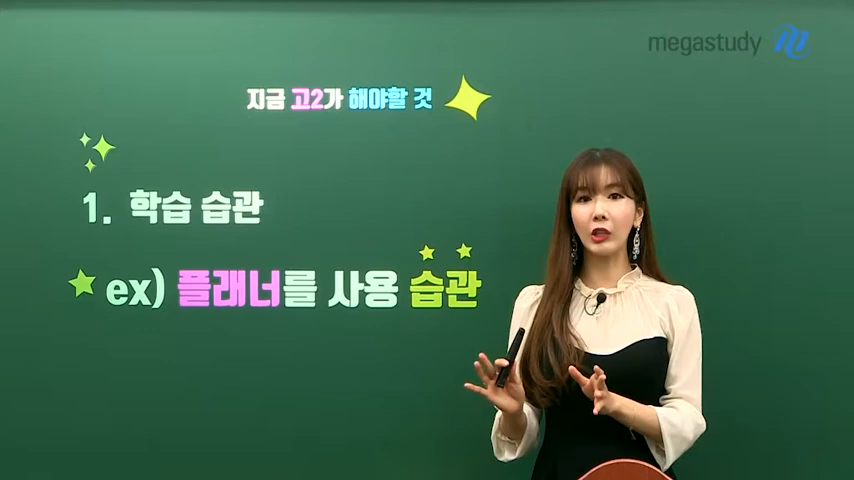 megastudy
지금 고2가 해야할 것
1. 학습 습관
ex) 플래너를 사용 습관